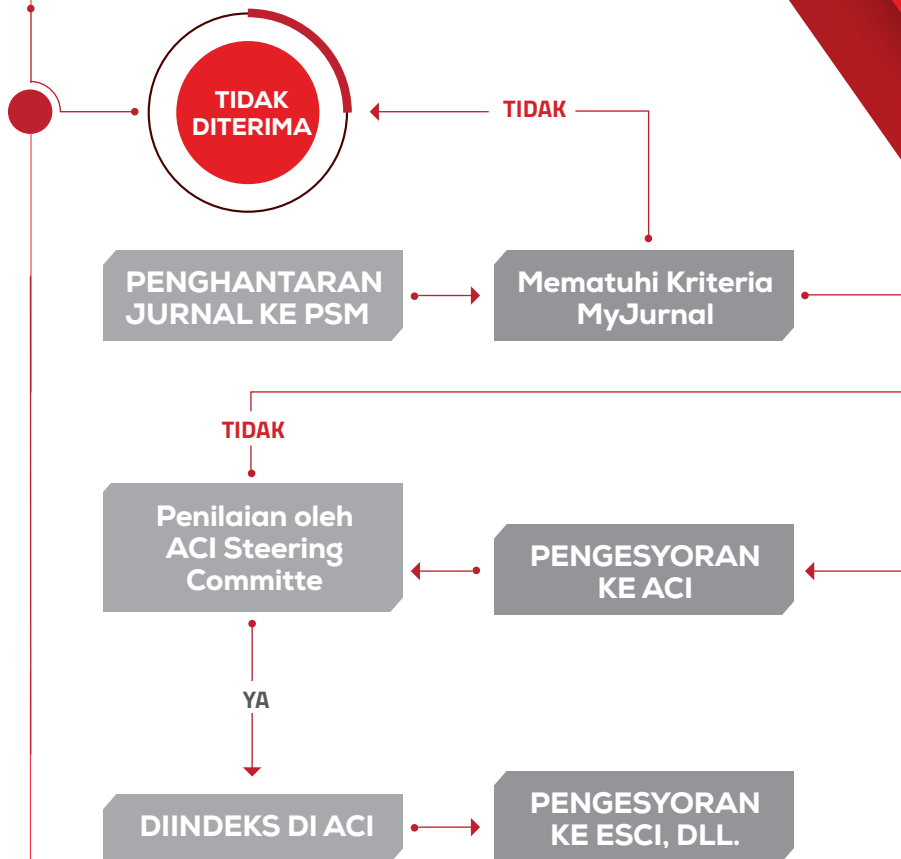 TIDAK
DITERIMA
TIDAK
PENGHANTARAN
JURNAL KE PSM
Mematuhi Kriteria
MyJurnal
TIDAK
Penilaian oleh
ACI Steering
Committe
PENGESYORAN
KE ACI
YA
DIINDEKS DI ACI
PENGESYORAN
KE ESCI, DLL.